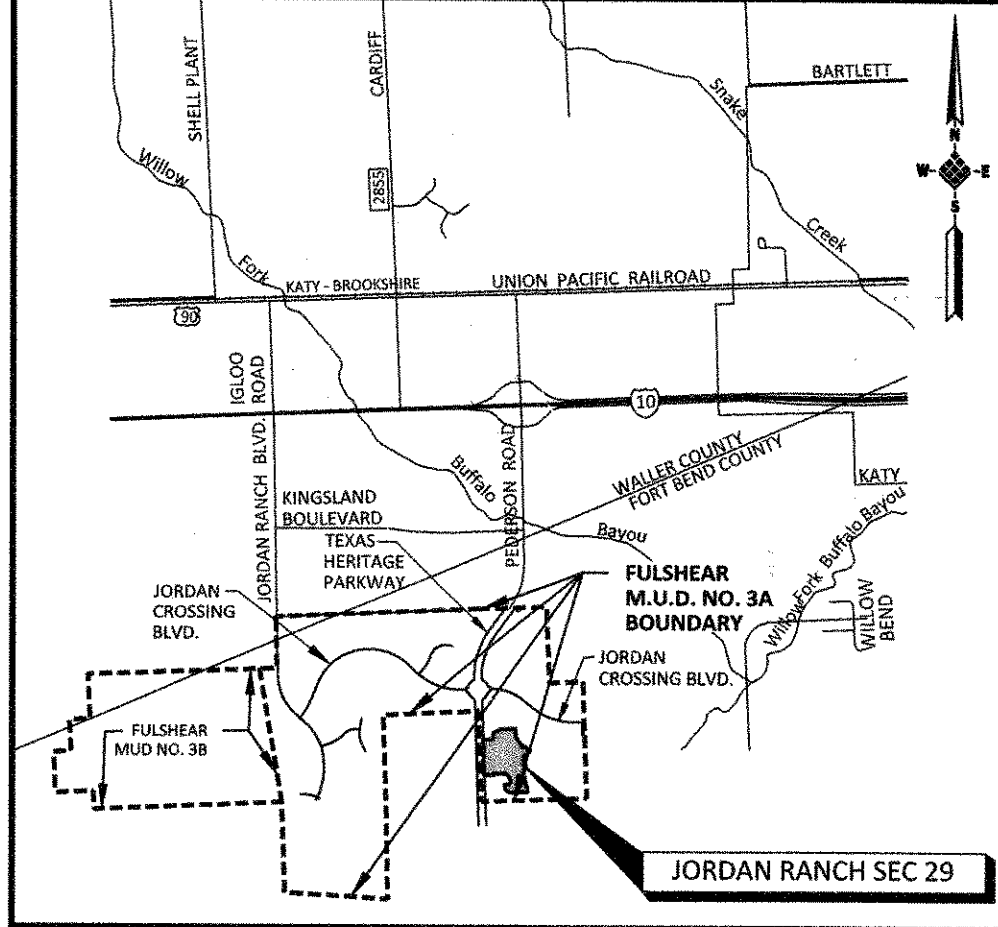 SHELL PLANT
CARDIFF
2855
Snake
Creek
BARTLETT
N
W
E
S
Willow
Fork
KATY - BROOKSHIRE
UNION PACIFIC RAILROAD
90
IGLOO
ROAD
JORDAN RANCH BLVD.
10
Buffalo
PEDERSON ROAD
WALLER COUNTY
FORT BEND COUNTY
KATY
KINGSLAND
BOULEVARD
Bayou
TEXAS
HERITAGE
PARKWAY
Willow Fork Buffalo Bayou
WILLOW
BEND
JORDAN
CROSSING
BLVD.
FULSHEAR
M.U.D. NO. 3A
BOUNDARY
JORDAN
CROSSING BLVD.
FULSHEAR
MUD NO. 3B
JORDAN RANCH SEC 29